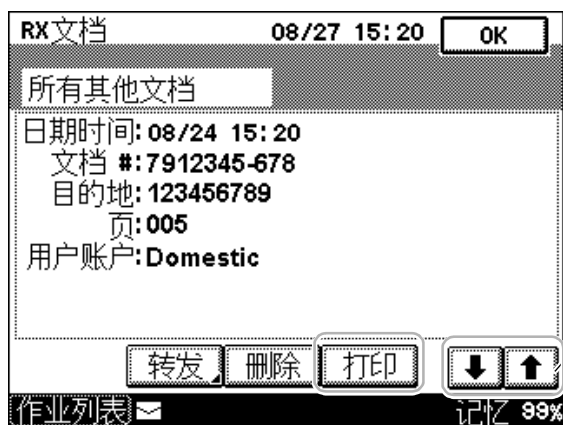 RX文档 08/27 15:20 OK
所有其他文档
日期时间: 08/24 15:20
文档 #: 7912345-678
目的地: 123456789
页: 005
用户账户: Domestic
转发 删除 打印
作业列表 记忆 99%